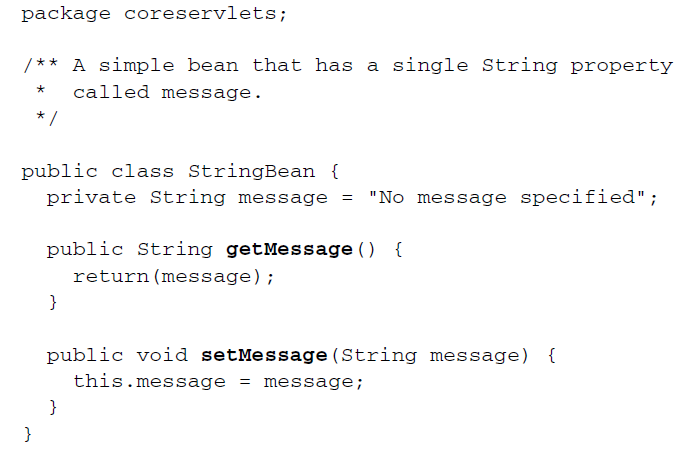 package coreservlets;
/** A simple bean that has a single String property
 *  called message.
 */
public class StringBean {
  private String message = "No message specified";
  public String getMessage() {
    return(message);
  }
  public void setMessage(String message) {
    this.message = message;
  }
}